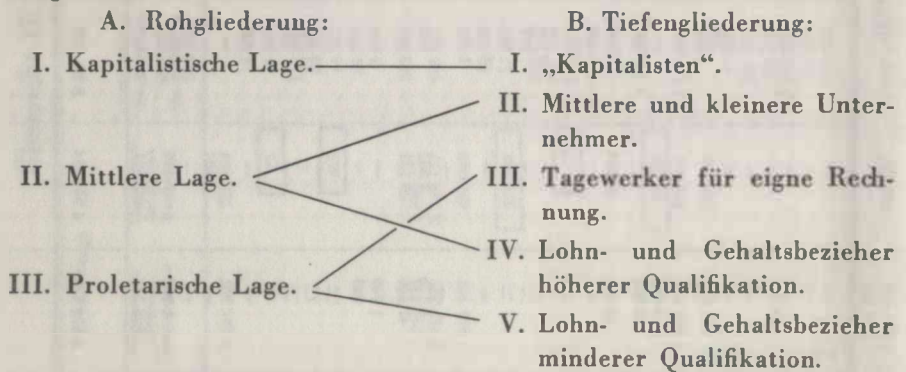 A. Rohgliederung:
I. Kapitalistische Lage.
II. Mittlere Lage.
III. Proletarische Lage.
B. Tiefengliederung:
I. „Kapitalisten“.
II. Mittlere und kleinere Unter-
nehmer.
III. Tagewerker für eigne Rech-
nung.
IV. Lohn- und Gehaltsbezieher
höherer Qualifikation.
V. Lohn- und Gehaltsbezieher
minderer Qualifikation.